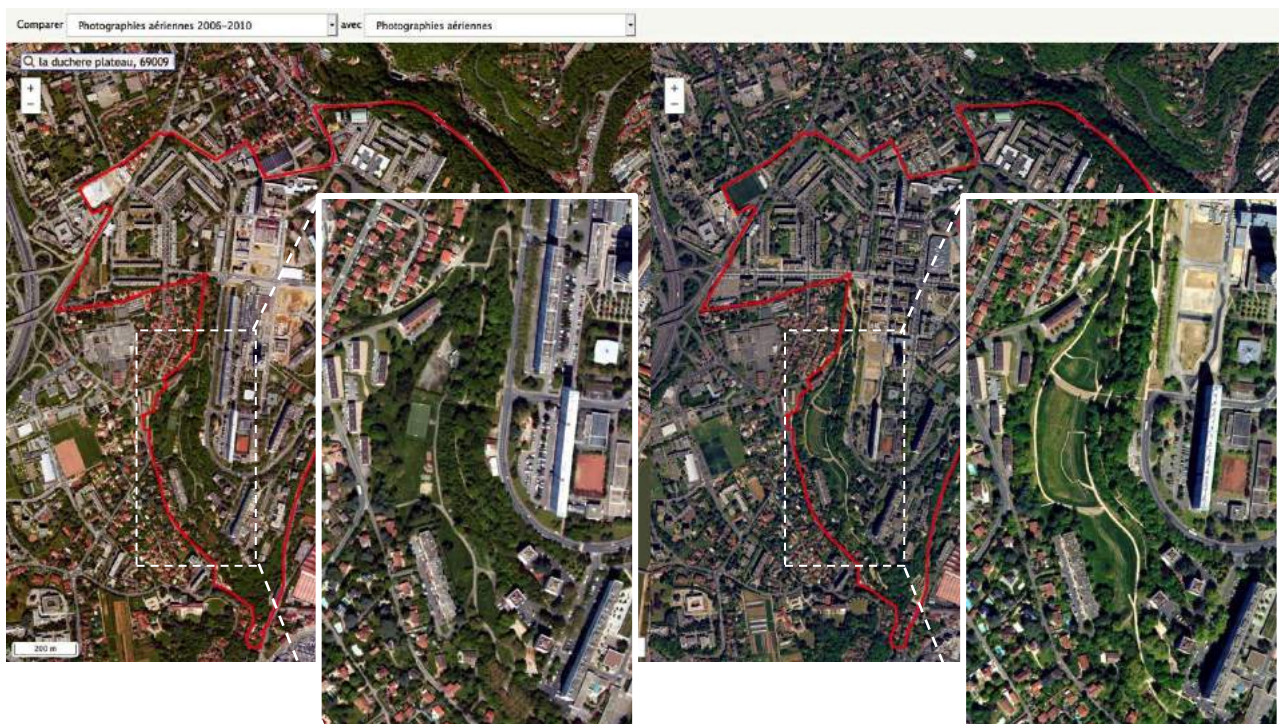 Comparer Photographies aériennes 2006-2010 avec Photographies aériennes
la duchere plateau, 69009
+
-
+
-
200 m